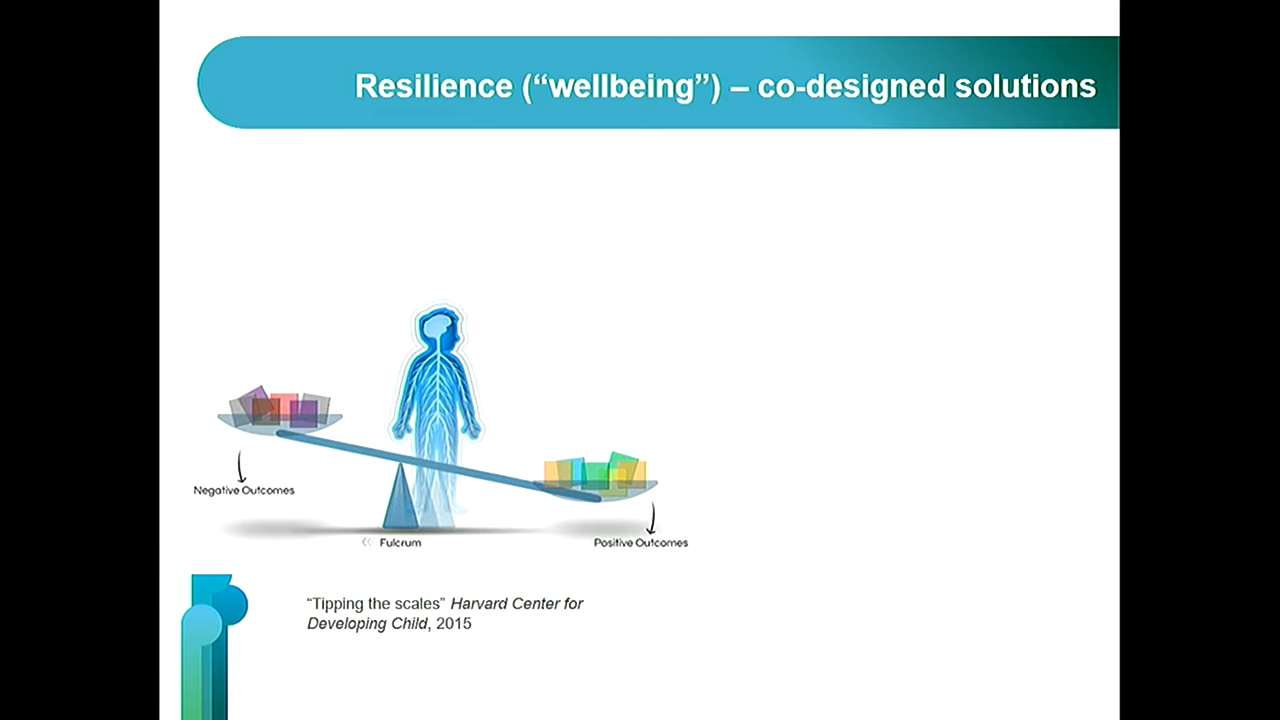 Resilience (“wellbeing”) – co-designed solutions
Negative Outcomes
Fulcrum
Positive Outcomes
“Tipping the scales” Harvard Center for
Developing Child, 2015